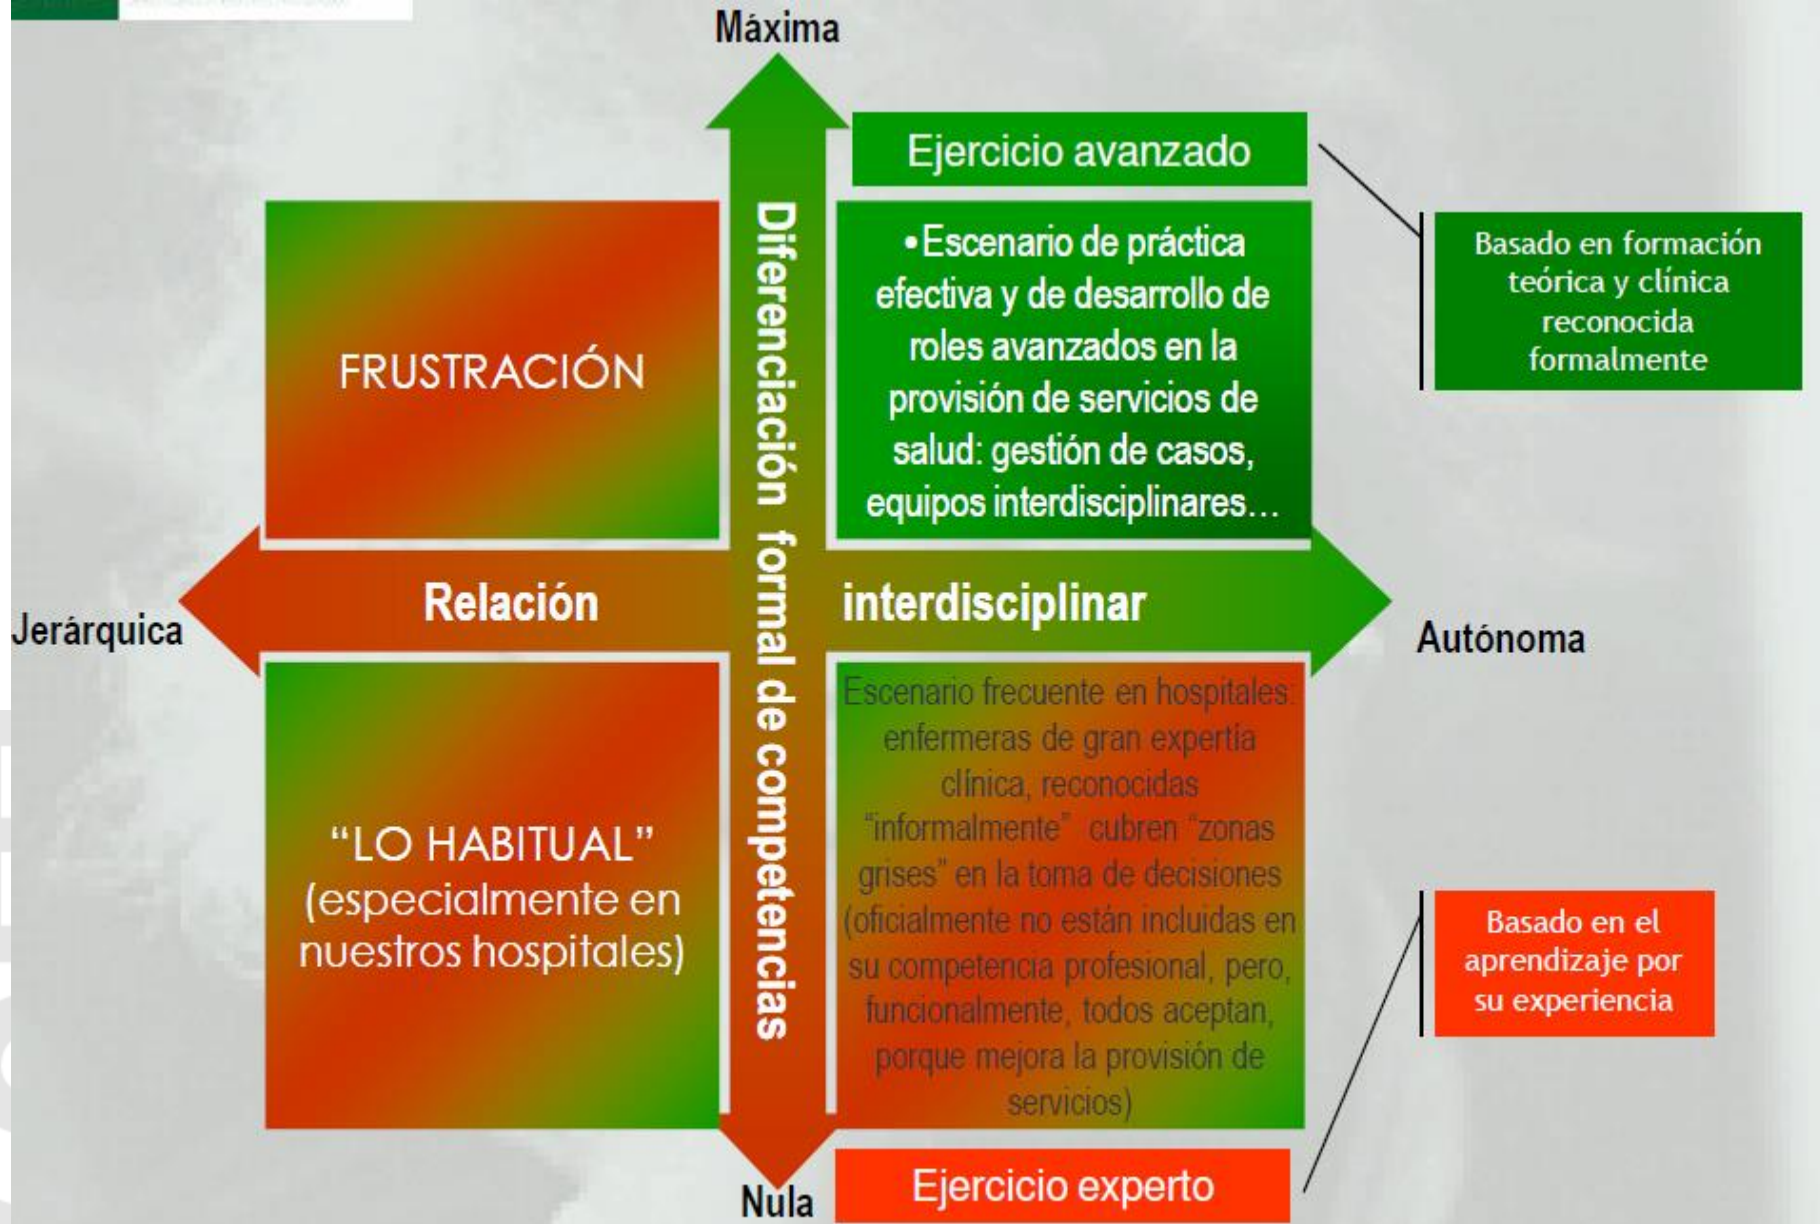 Máxima
Ejercicio avanzado
Diferenciación formal de competencias
FRUSTRACIÓN
•Escenario de práctica
efectiva y de desarrollo de
roles avanzados en la
provisión de servicios de
salud: gestión de casos,
equipos interdisciplinares…
Basado en formación
teórica y clínica
reconocida
formalmente
Jerárquica
Relación interdisciplinar
Autónoma
“LO HABITUAL”
(especialmente en
nuestros hospitales)
Escenario frecuente en hospitales:
enfermeras de gran expertía
clínica, reconocidas
“informalmente” cubren “zonas
grises” en la toma de decisiones
(oficialmente no están incluidas en
su competencia profesional, pero,
funcionalmente, todos aceptan,
porque mejora la provisión de
servicios)
Basado en el
aprendizaje por
su experiencia
Nula
Ejercicio experto